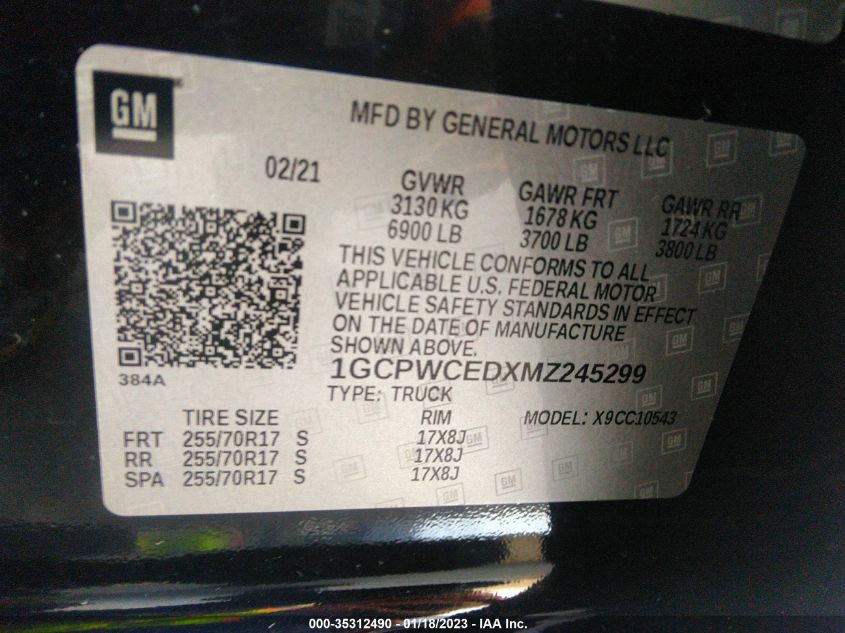 GM
MFD BY GENERAL MOTORS LLC
02/21
GVWR
3130 KG
6900 LB
GAWR FRT
1678 KG
3700 LB
GAWR RR
1724 KG
3800 LB
THIS VEHICLE CONFORMS TO ALL
APPLICABLE U.S. FEDERAL MOTOR
VEHICLE SAFETY STANDARDS IN EFFECT
ON THE DATE OF MANUFACTURE
SHOWN ABOVE.
1GCPWCEDXMZ245299
384A
TYPE: TRUCK
TIRE SIZE RIM MODEL: X9CC10543
FRT 255/70R17 S 17X8J
RR 255/70R17 S 17X8J
SPA 255/70R17 S 17X8J
000-35312490 - 01/18/2023 - IAA Inc.